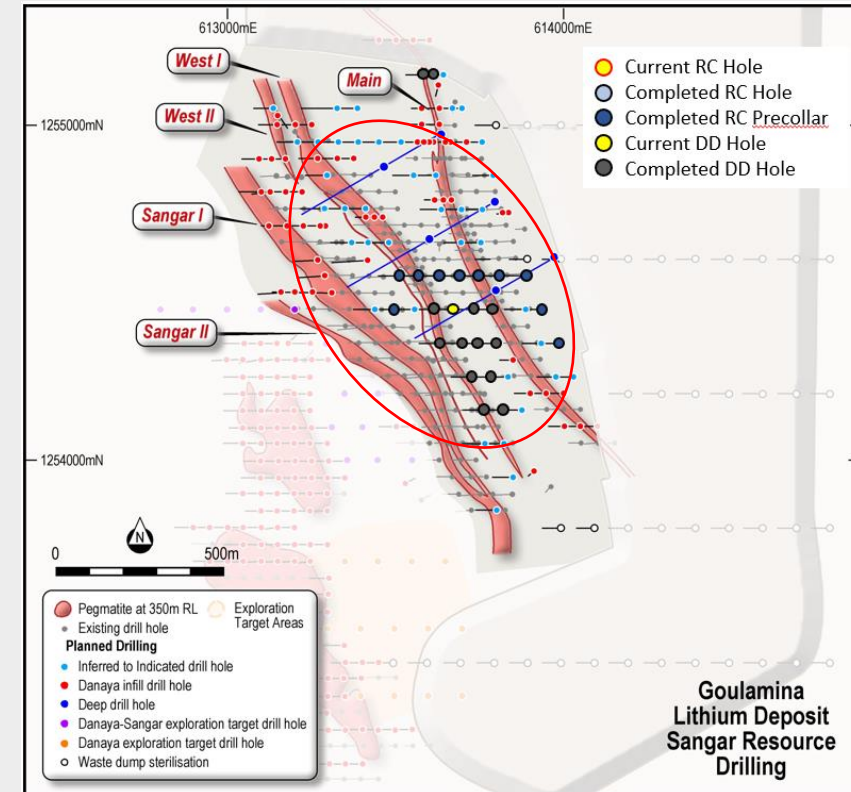 613000mE
614000mE
West I
Main
West II
1255000mN
Sangar I
Sangar II
1254000mN
Current RC Hole
Completed RC Hole
Completed RC Precollar
Current DD Hole
Completed DD Hole
N
0
500m
Pegmatite at 350m RL
Exploration
Target Areas
Existing drill hole
Planned Drilling
Inferred to Indicated drill hole
Danaya infill drill hole
Deep drill hole
Danaya-Sangar exploration target drill hole
Danaya exploration target drill hole
Waste dump sterilisation
Goulamina
Lithium Deposit
Sangar Resource
Drilling